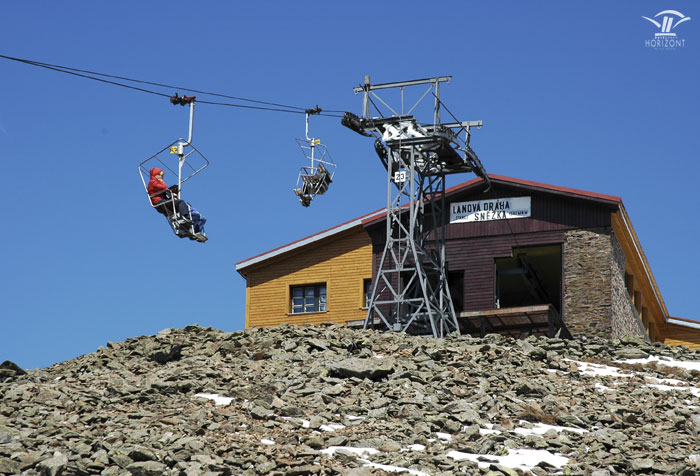 HORIZONT
23
LANOVÁ DRÁHA
SNĚŽKA